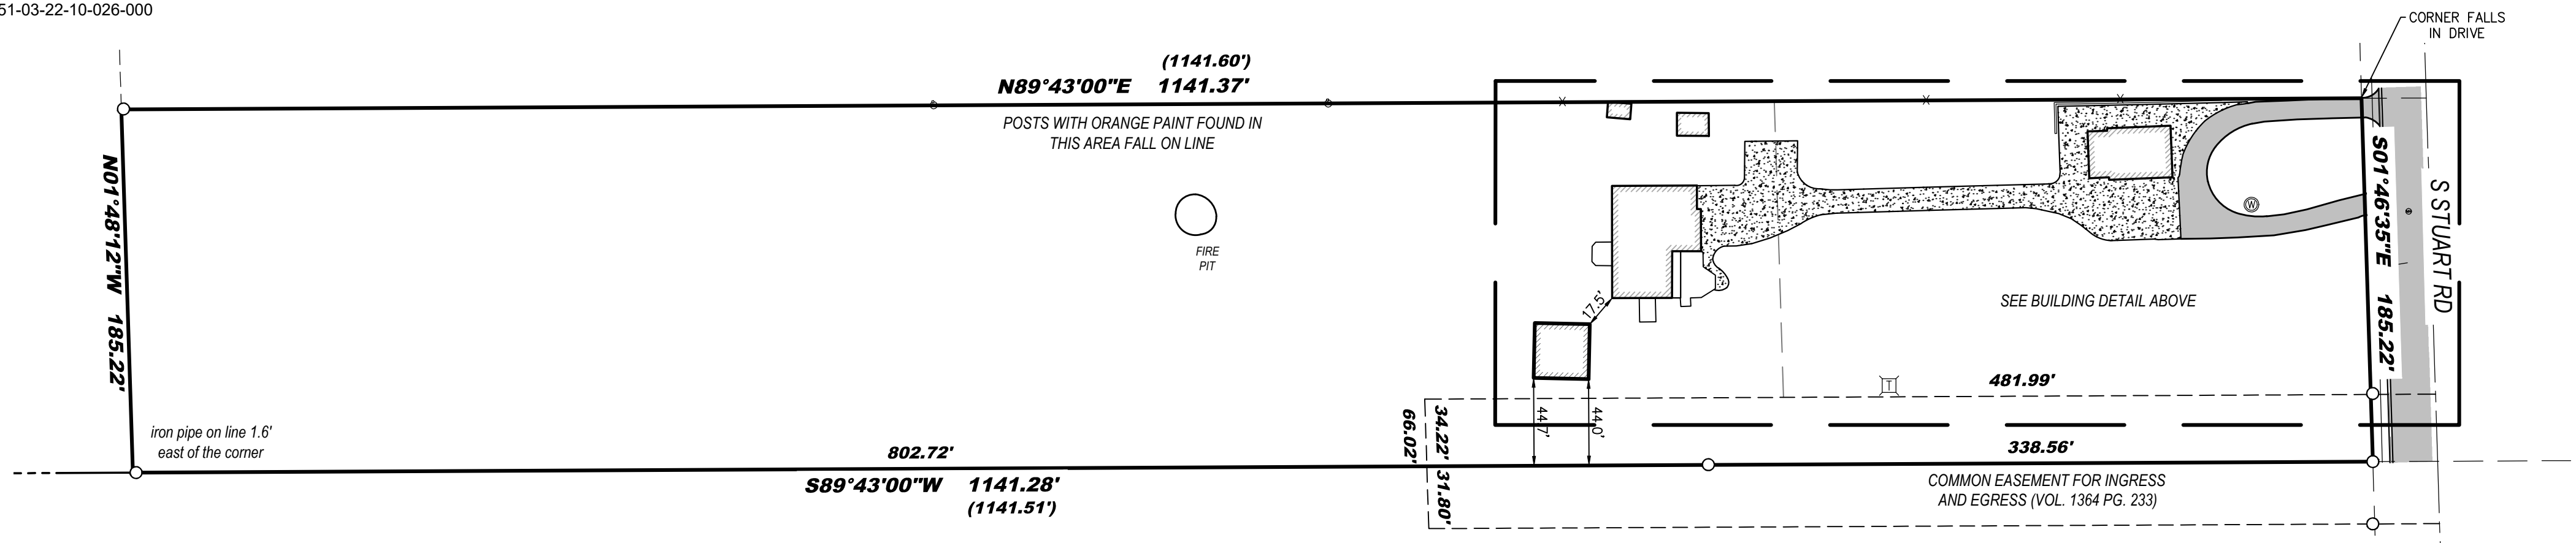 51-03-22-10-026-000
CORNER FALLS
IN DRIVE
(1141.60')
N89°43'00"E 1141.37'
POSTS WITH ORANGE PAINT FOUND IN
THIS AREA FALL ON LINE
N01°48'12"W 185.22'
FIRE
PIT
17.5'
W
S01°46'35"E 185.22'
S STUART RD
SEE BUILDING DETAIL ABOVE
T
481.99'
44.7'
44.0'
34.22'
66.02'
31.80'
iron pipe on line 1.6'
east of the corner
802.72'
338.56'
S89°43'00"W 1141.28'
(1141.51')
COMMON EASEMENT FOR INGRESS
AND EGRESS (VOL. 1364 PG. 233)